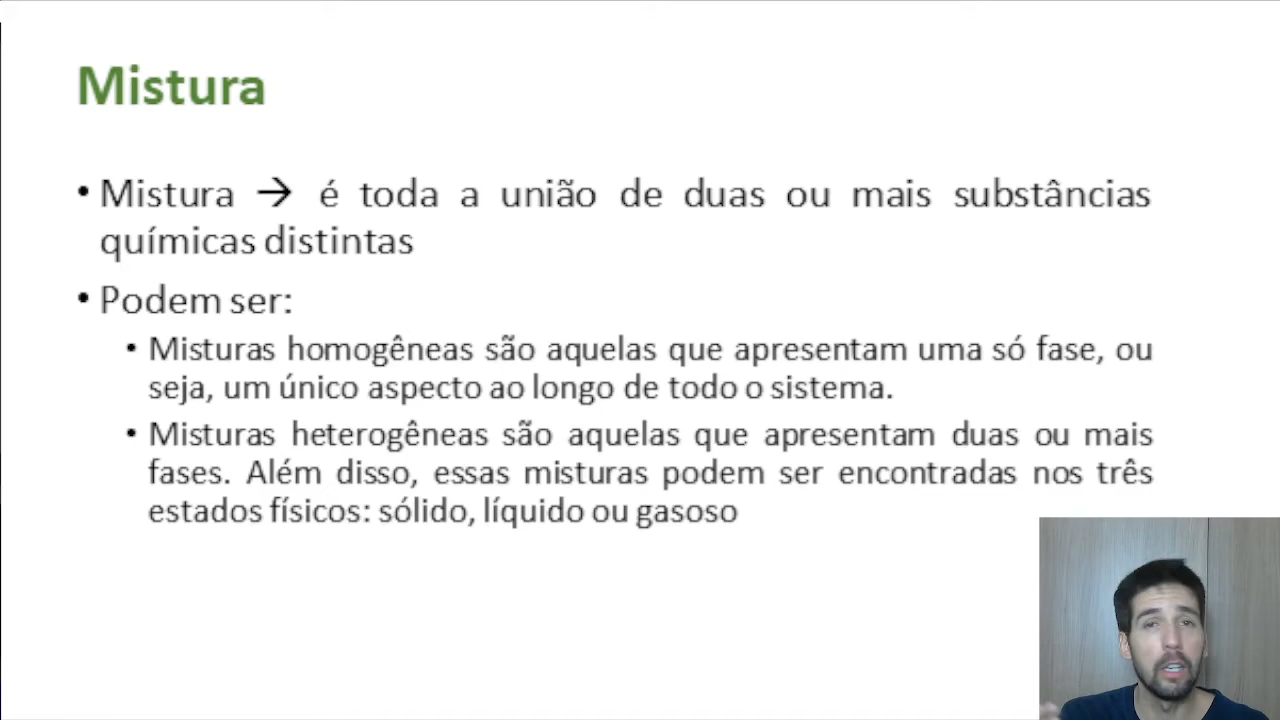 Mistura
• Mistura → é toda a união de duas ou mais substâncias
químicas distintas
• Podem ser:
• Misturas homogêneas são aquelas que apresentam uma só fase, ou
seja, um único aspecto ao longo de todo o sistema.
• Misturas heterogêneas são aquelas que apresentam duas ou mais
fases. Além disso, essas misturas podem ser encontradas nos três
estados físicos: sólido, líquido ou gasoso